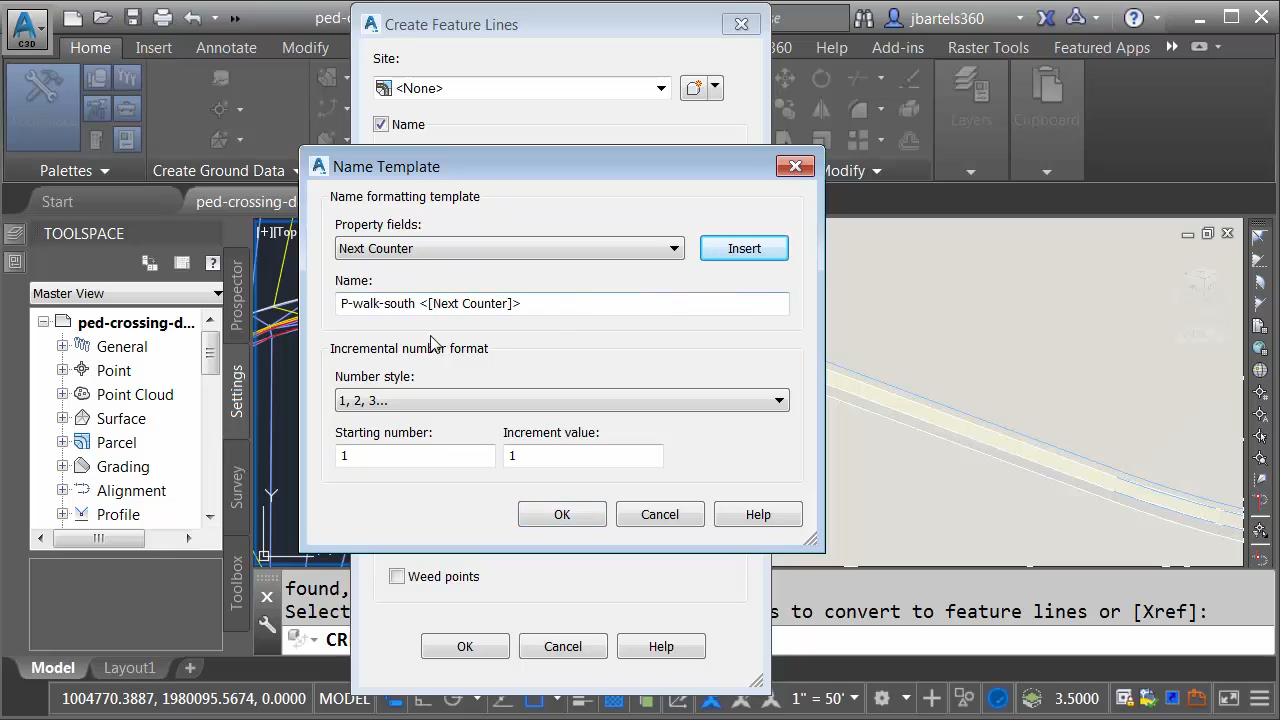 ped-c
Create Feature Lines
se
jbartels360
C3D
Home
Insert
Annotate
Modify
360
Help
Add-ins
Raster Tools
Featured Apps
Site:
<None>
Name
Layers
Clipboard
Palettes
Create Ground Data
Modify
Start
ped-crossing-d
[+][Top
Name Template
Name formatting template
Property fields:
Next Counter
Insert
Name:
P-walk-south <[Next Counter]>
Incremental number format
Number style:
1, 2, 3...
Starting number:
Increment value:
1
1
OK
Cancel
Help
TOOLSPACE
Master View
ped-crossing-d...
General
Point
Point Cloud
Surface
Parcel
Grading
Alignment
Profile
Prospector
Settings
Survey
Toolbox
Y
Weed points
OK
Cancel
Help
found,
Select
s to convert to feature lines or [Xref]:
CR
Model
Layout1
1004770.3887, 1980095.5674, 0.0000
MODEL
1" = 50'
3.5000